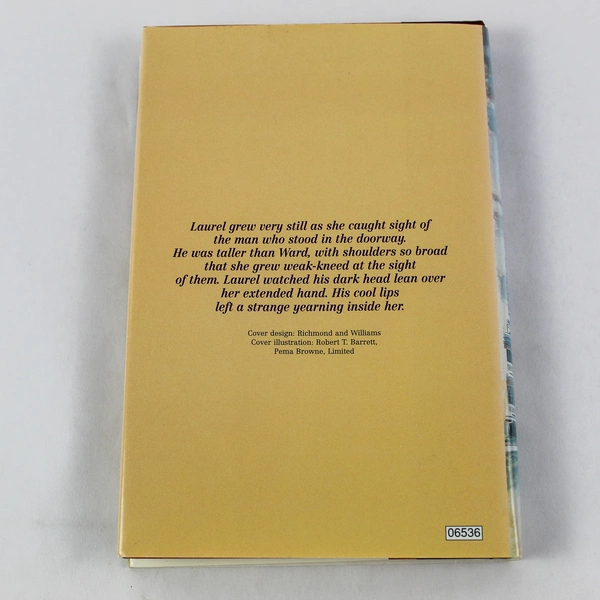 Laurel grew very still as she caught sight of
the man who stood in the doorway.
He was taller than Ward, with shoulders so broad
that she grew weak-kneed at the sight
of them. Laurel watched his dark head lean over
her extended hand. His cool lips
left a strange yearning inside her.
Cover design: Richmond and Williams
Cover illustration: Robert T. Barrett,
Pema Browne, Limited
06536